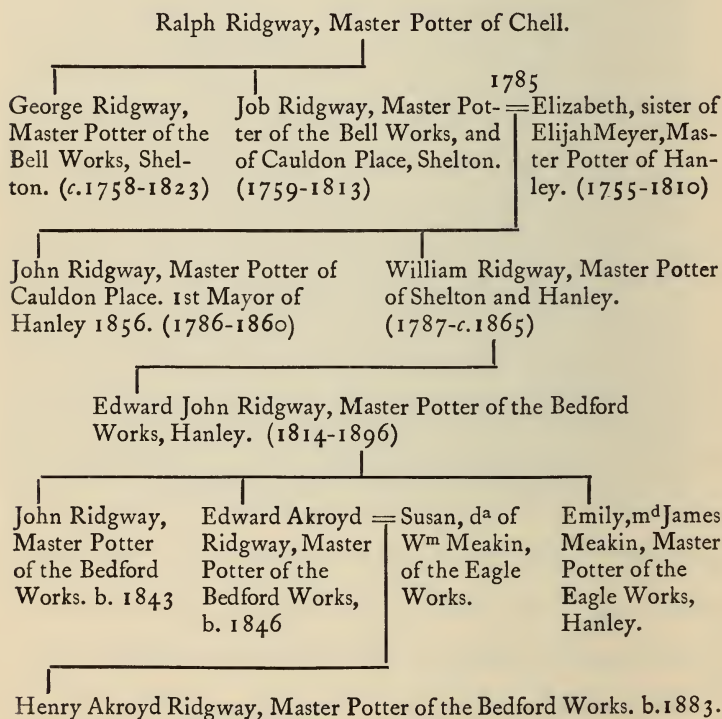 Ralph Ridgway, Master Potter of Chell.
1785
George Ridgway,
Master Potter of the
Bell Works, Shel-
ton. (c.1758-1823)
Job Ridgway, Master Pot-
ter of the Bell Works, and
of Cauldon Place, Shelton.
(1759-1813)
=
Elizabeth, sister of
Elijah Meyer, Mas-
ter Potter of Han-
ley. (1755-1810)
John Ridgway, Master Potter of
Cauldon Place. 1st Mayor of
Hanley 1856. (1786-1860)
William Ridgway, Master Potter
of Shelton and Hanley.
(1787-c.1865)
Edward John Ridgway, Master Potter of the Bedford
Works, Hanley. (1814-1896)
John Ridgway,
Master Potter
of the Bedford
Works. b. 1843
Edward Akroyd
Ridgway, Master
Potter of the
Bedford Works,
b. 1846
=
Susan, dª of
Wᵐ Meakin,
of the Eagle
Works.
Emily, mᵈ James
Meakin, Master
Potter of the
Eagle Works,
Hanley.
Henry Akroyd Ridgway, Master Potter of the Bedford Works. b.1883.